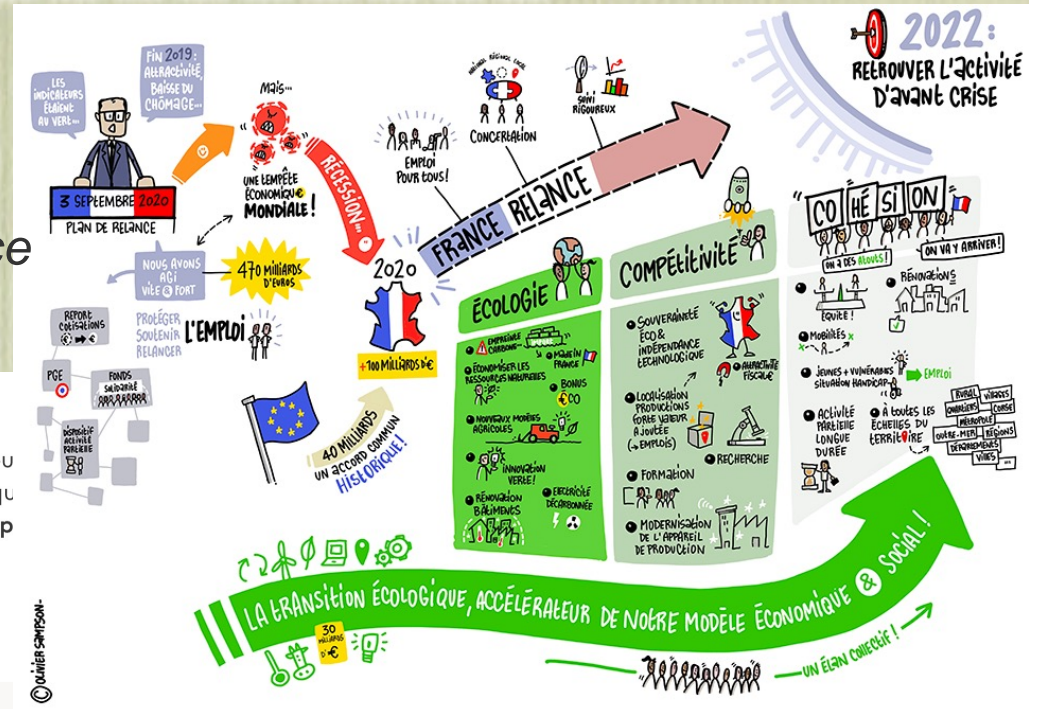 LES
INDICATEURS
ÉTAIENT
AU VERT...
FIN 2019 :
ATTRACTIVITÉ,
BAISSE DU
CHÔMAGE...
3 SEPTEMBRE 2020
PLAN DE RELANCE
Mais...
UNE TEMPÊTE
ÉCONOMIQU€
MONDIALE !
RÉCESSION...
NOUS AVONS
AGI
VITE & FORT
470 MILLIARDS
D'EUROS
PROTÉGER
SOUTENIR
RELANCER
L'EMPLOI
REPORT
COTISATIONS
€ €
PGE
FONDS
SOLIDARITÉ
DISPOSITIF
ACTIVITÉ
PARTIELLE
2020
+100 MILLIARDS D'€
40 MILLIARDS
UN ACCORD COMMUN
HISTORIQUE !
EMPLOI
POUR TOUS !
NATIONAL RÉGIONAL LOCAL
CONCERTATION
SUIVI
RIGOUREUX
FRANCE RELANCE
2022 :
RETROUVER L'ACTIVITÉ
D'AVANT CRISE
ÉCOLOGIE
EMPREINTE
CARBONE
MADE IN
FRANCE
ÉCONOMISER LES
RESSOURCES NATURELLES
BONUS
€CO
NOUVEAUX MODÈLES
AGRICOLES
INNOVATION
VERTE !
RÉNOVATION
BÂTIMENTS
ELECTRICITÉ
DÉCARBONNÉE
COMPÉTITIVITÉ
SOUVERAINETÉ
ÉCO &
INDÉPENDANCE
TECHNOLOGIQUE
ATTRACTIVITÉ
FISCAL€
LOCALISATION
PRODUCTIONS
FORTE VALEUR
AJOUTÉE
(→ EMPLOIS)
RECHERCHE
FORMATION
MODERNISATION
DE L'APPAREIL
DE PRODUCTION
COHÉSION
ON A DES ATOUTS !
ON VA Y ARRIVER !
ÉQUITÉ !
RÉNOVATIONS
MOBILITÉS
JEUNES + VULNÉRABLES
SITUATION HANDICAP
EMPLOI
ACTIVITÉ
PARTIELLE
LONGUE
DURÉE
À TOUTES LES
ÉCHELLES DU
TERRITOIRE
RURAL VILLAGES
QUARTIERS CORSE
MÉTROPOLE
OUTRE-MER RÉGIONS
DÉPARTEMENTS
VILLES ...
LA TRANSITION ÉCOLOGIQUE, ACCÉLÉRATEUR DE NOTRE MODÈLE ÉCONOMIQUE & SOCIAL !
30
MILLIARDS
D'€
UN ÉLAN COLLECTIF !
© OLIVIER SAMPSON-